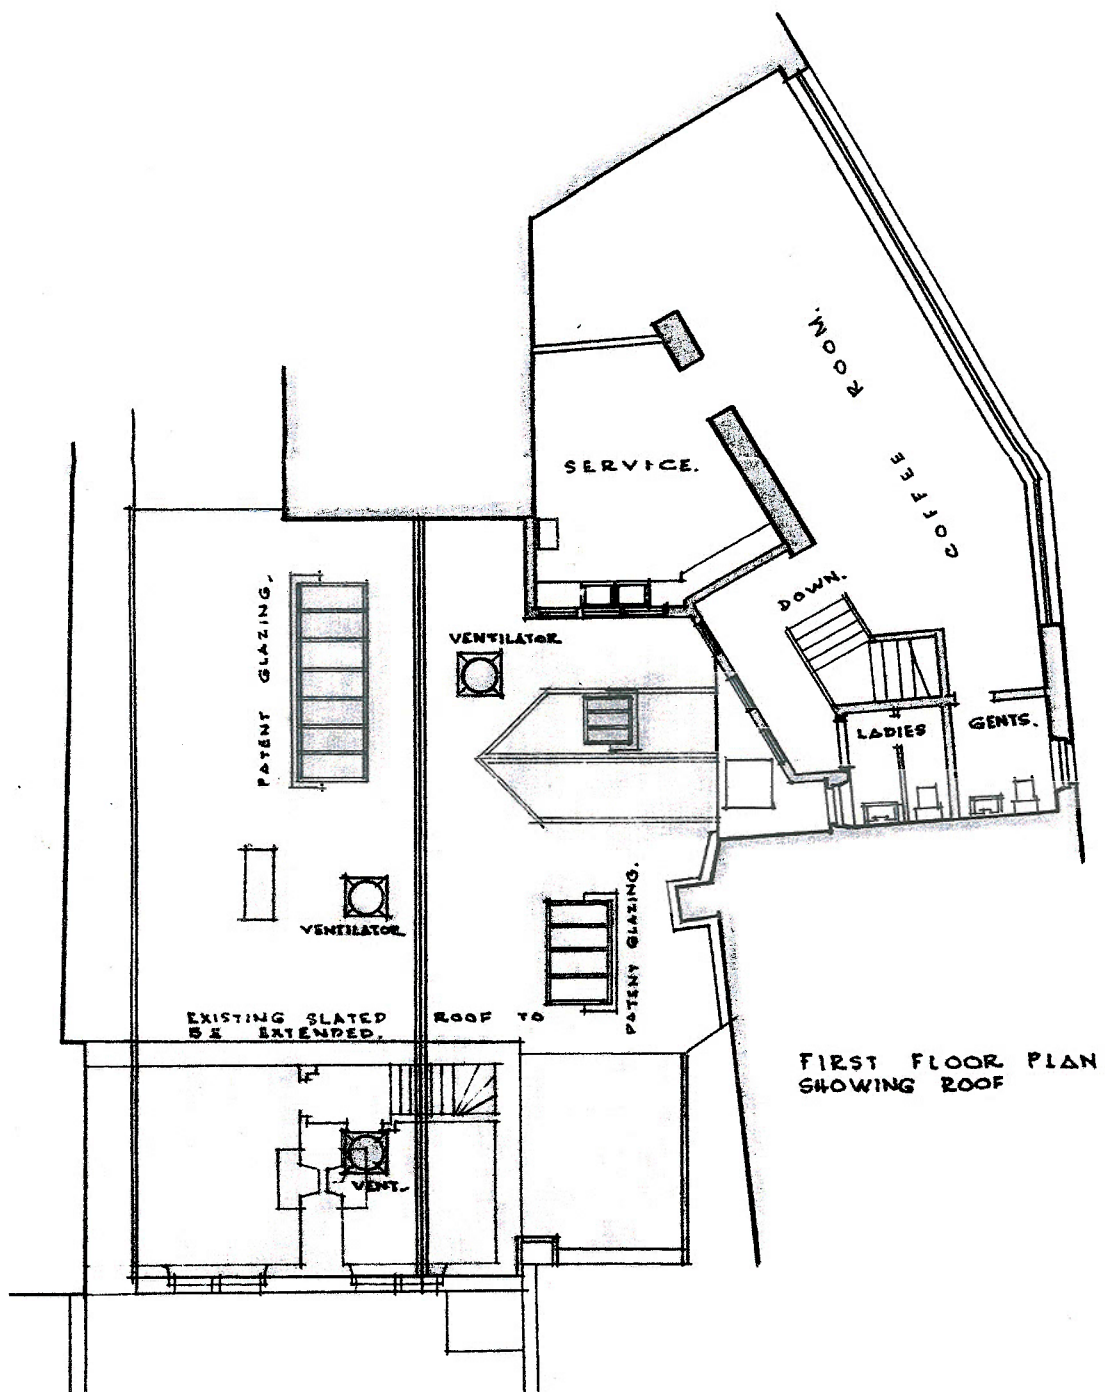 COFFEE ROOM.
SERVICE.
DOWN.
PATENT GLAZING.
VENTILATOR
LADIES
GENTS.
VENTILATOR
PATENT GLAZING.
EXISTING SLATED ROOF TO
BE EXTENDED.
FIRST FLOOR PLAN
SHOWING ROOF
VENT.